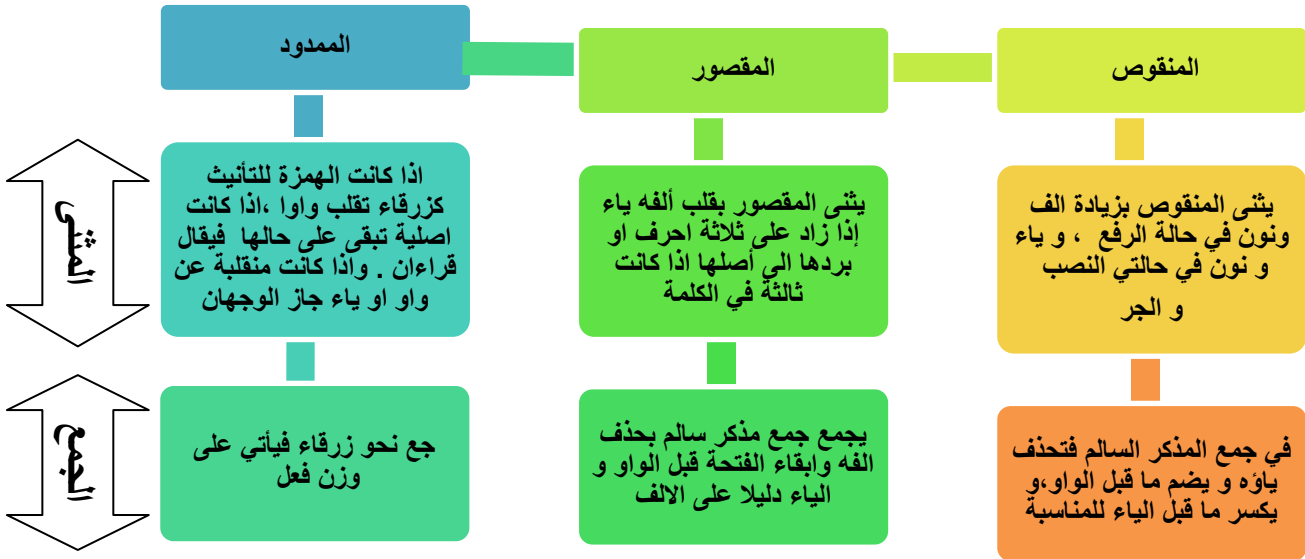 المنقوص
المقصور
الممدود
المثنى
يثنى المنقوص بزيادة الف
ونون في حالة الرفع ، و ياء
و نون في حالتي النصب
و الجر
يثنى المقصور بقلب ألفه ياء
إذا زاد على ثلاثة احرف او
بردها الى أصلها اذا كانت
ثالثة في الكلمة
اذا كانت الهمزة للتأنيث
كزرقاء تقلب واوا ،اذا كانت
اصلية تبقى على حالها فيقال
قراءان . واذا كانت منقلبة عن
واو او ياء جاز الوجهان
الجمع
في جمع المذكر السالم فتحذف
ياؤه و يضم ما قبل الواو،و
يكسر ما قبل الياء للمناسبة
يجمع جمع مذكر سالم بحذف
الفه وابقاء الفتحة قبل الواو و
الياء دليلا على الالف
جع نحو زرقاء فيأتي على
وزن فعل